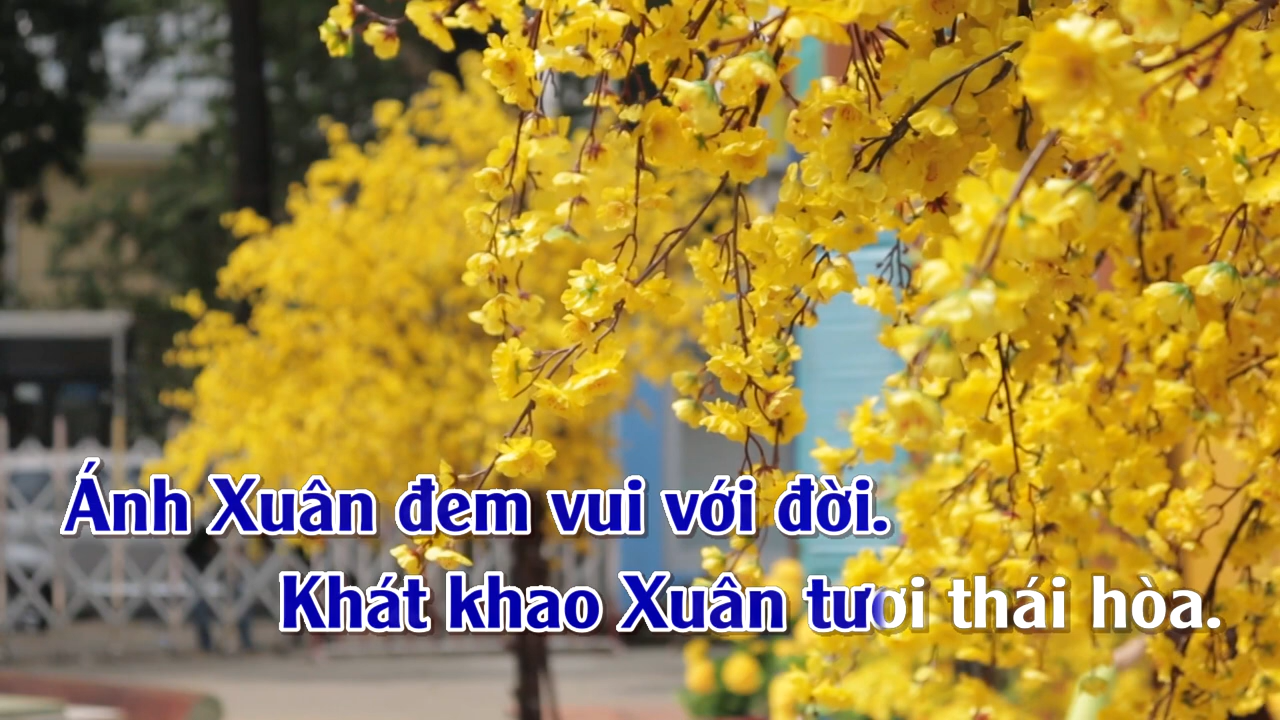 Ánh Xuân đem vui với đời.
Khát khao Xuân tươi thái hòa.